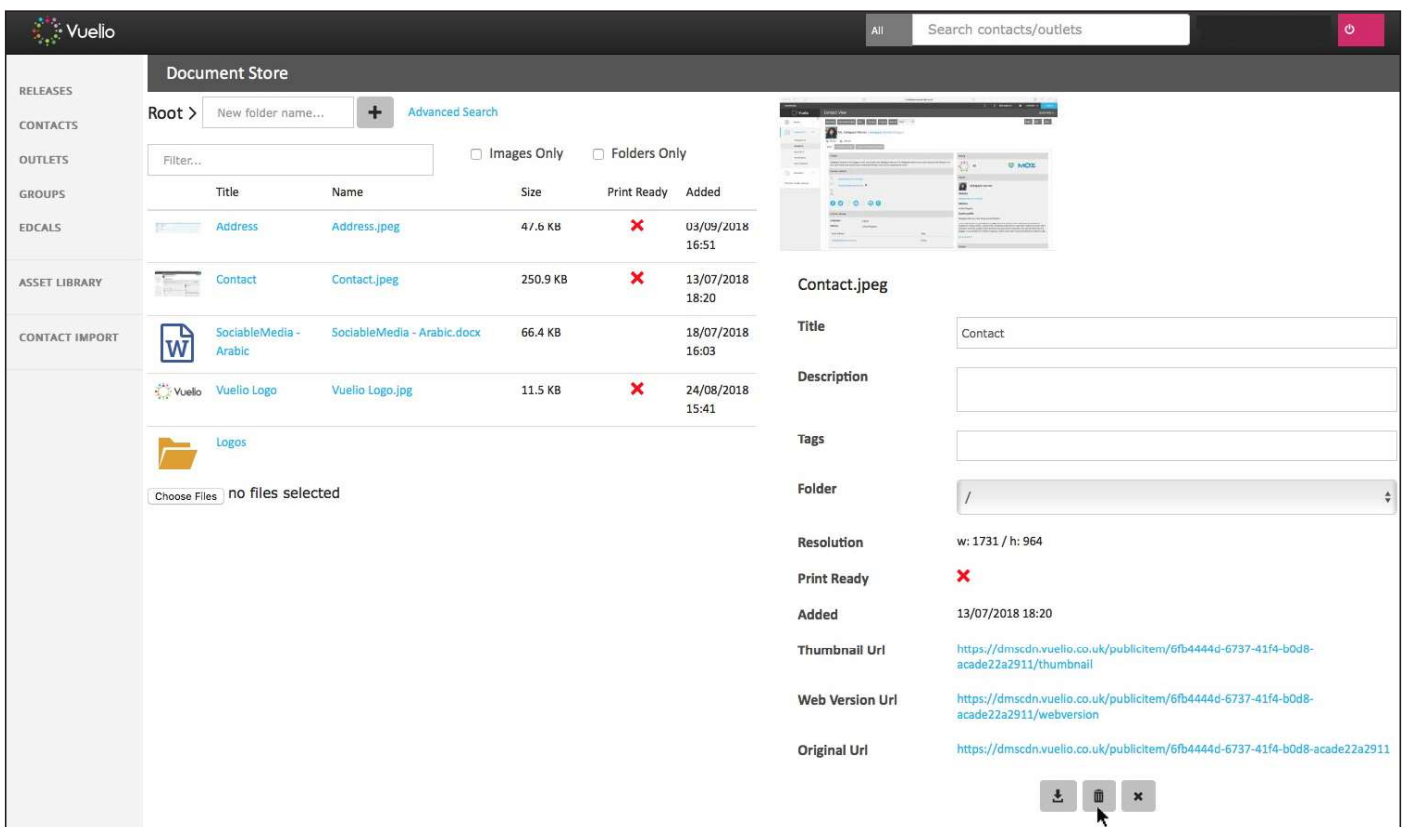 Vuelio
All
Search contacts/outlets
RELEASES
CONTACTS
OUTLETS
GROUPS
EDCALS
ASSET LIBRARY
CONTACT IMPORT
Document Store
Root >
New folder name...
+
Advanced Search
Filter...
Images Only
Folders Only
Title Name Size Print Ready Added
Address Address.jpeg 47.6 KB 03/09/2018
16:51
Contact Contact.jpeg 250.9 KB 13/07/2018
18:20
SociableMedia - SociableMedia - Arabic.docx 66.4 KB 18/07/2018
Arabic 16:03
W
Vuelio Vuelio Logo Vuelio Logo.jpg 11.5 KB 24/08/2018
15:41
Logos
Choose Files no files selected
Contact View
Contact.jpeg
Title Contact
Description
Tags
Folder /
Resolution w: 1731 / h: 964
Print Ready
Added 13/07/2018 18:20
Thumbnail Url https://dmscdn.vuelio.co.uk/publicitem/6fb4444d-6737-41f4-b0d8-
acade22a2911/thumbnail
Web Version Url https://dmscdn.vuelio.co.uk/publicitem/6fb4444d-6737-41f4-b0d8-
acade22a2911/webversion
Original Url https://dmscdn.vuelio.co.uk/publicitem/6fb4444d-6737-41f4-b0d8-acade22a2911